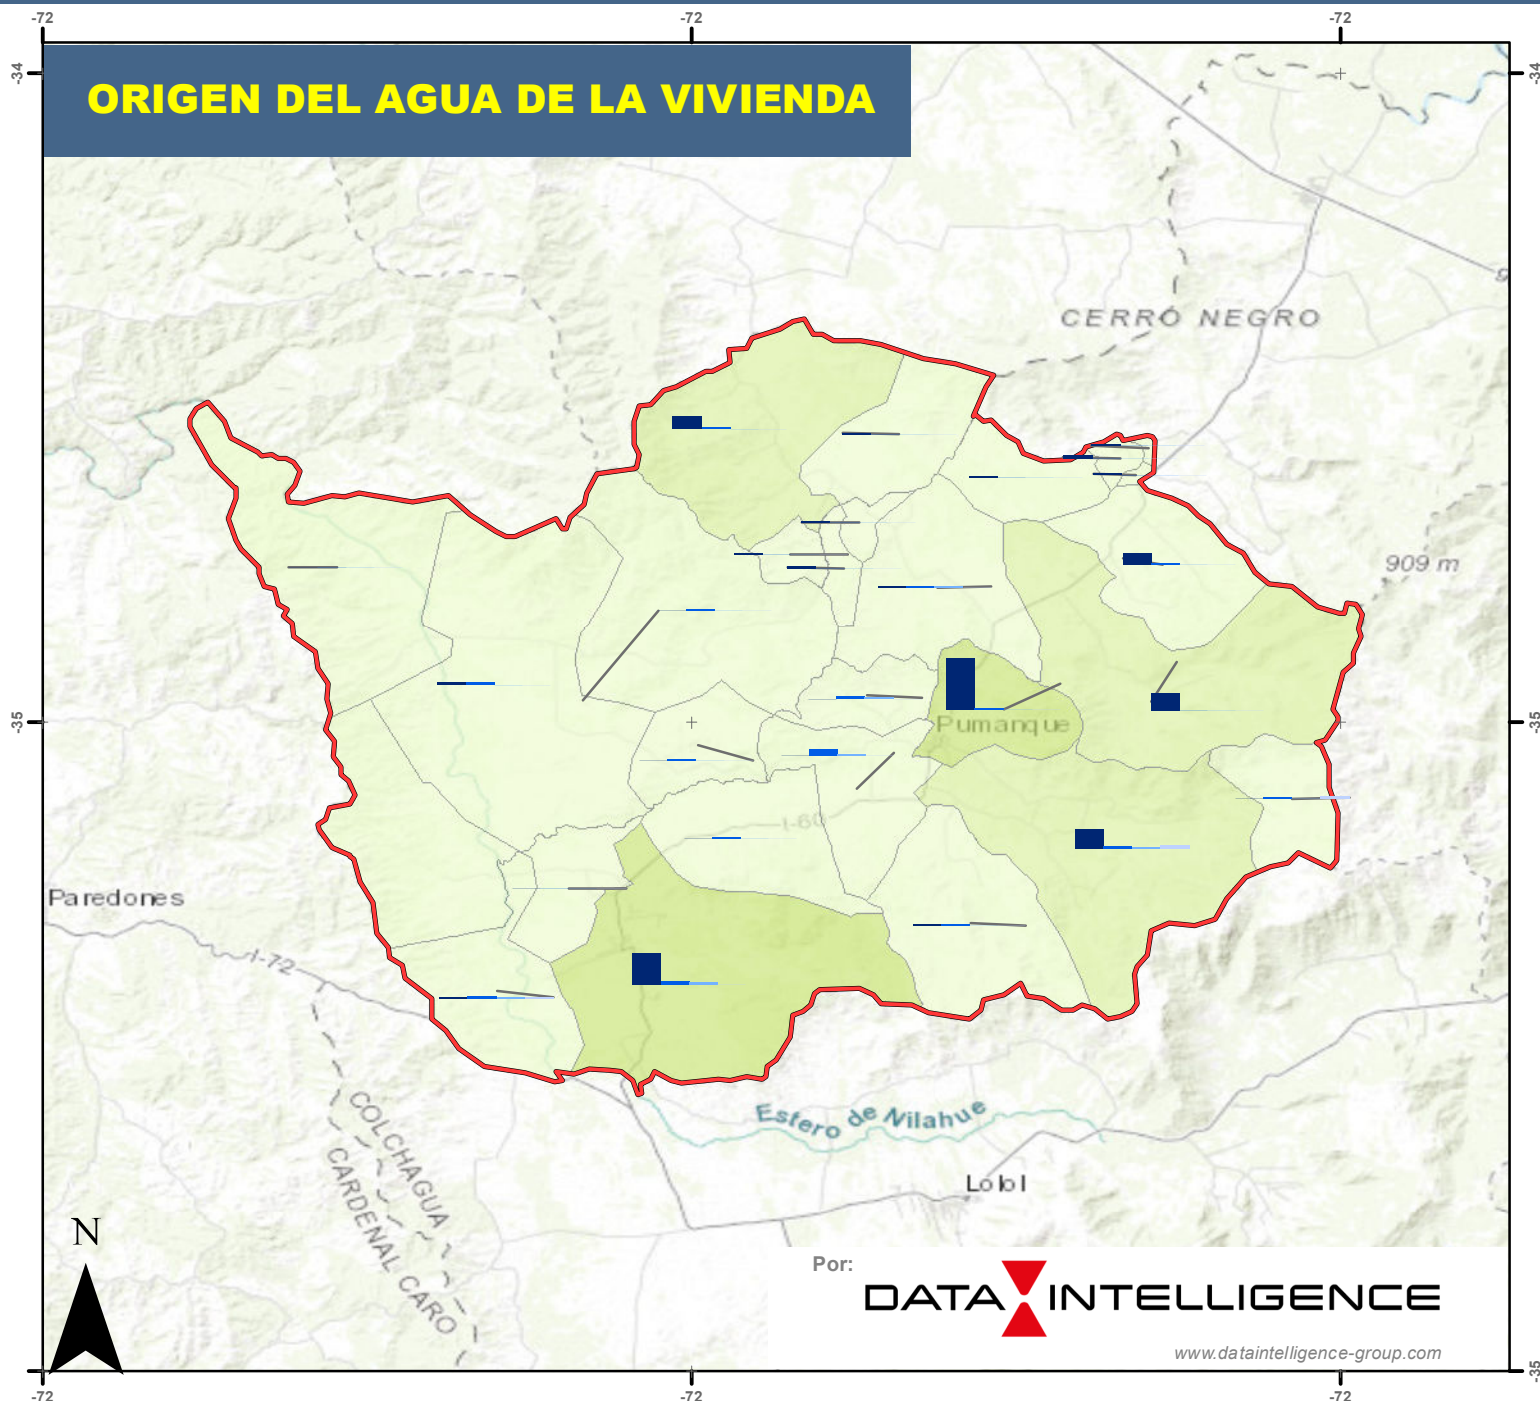 -72 -72 -72
-34 -34
ORIGEN DEL AGUA DE LA VIVIENDA
CERRO NEGRO
909 m
Pumanque
-35 -35
I-60
Paredones
I-72
Estero de Nilahue
Lolol
COLCHAGUA
CARDENAL CARO
N
Por:
DATA INTELLIGENCE
www.dataintelligence-group.com
-35
-72 -72 -72